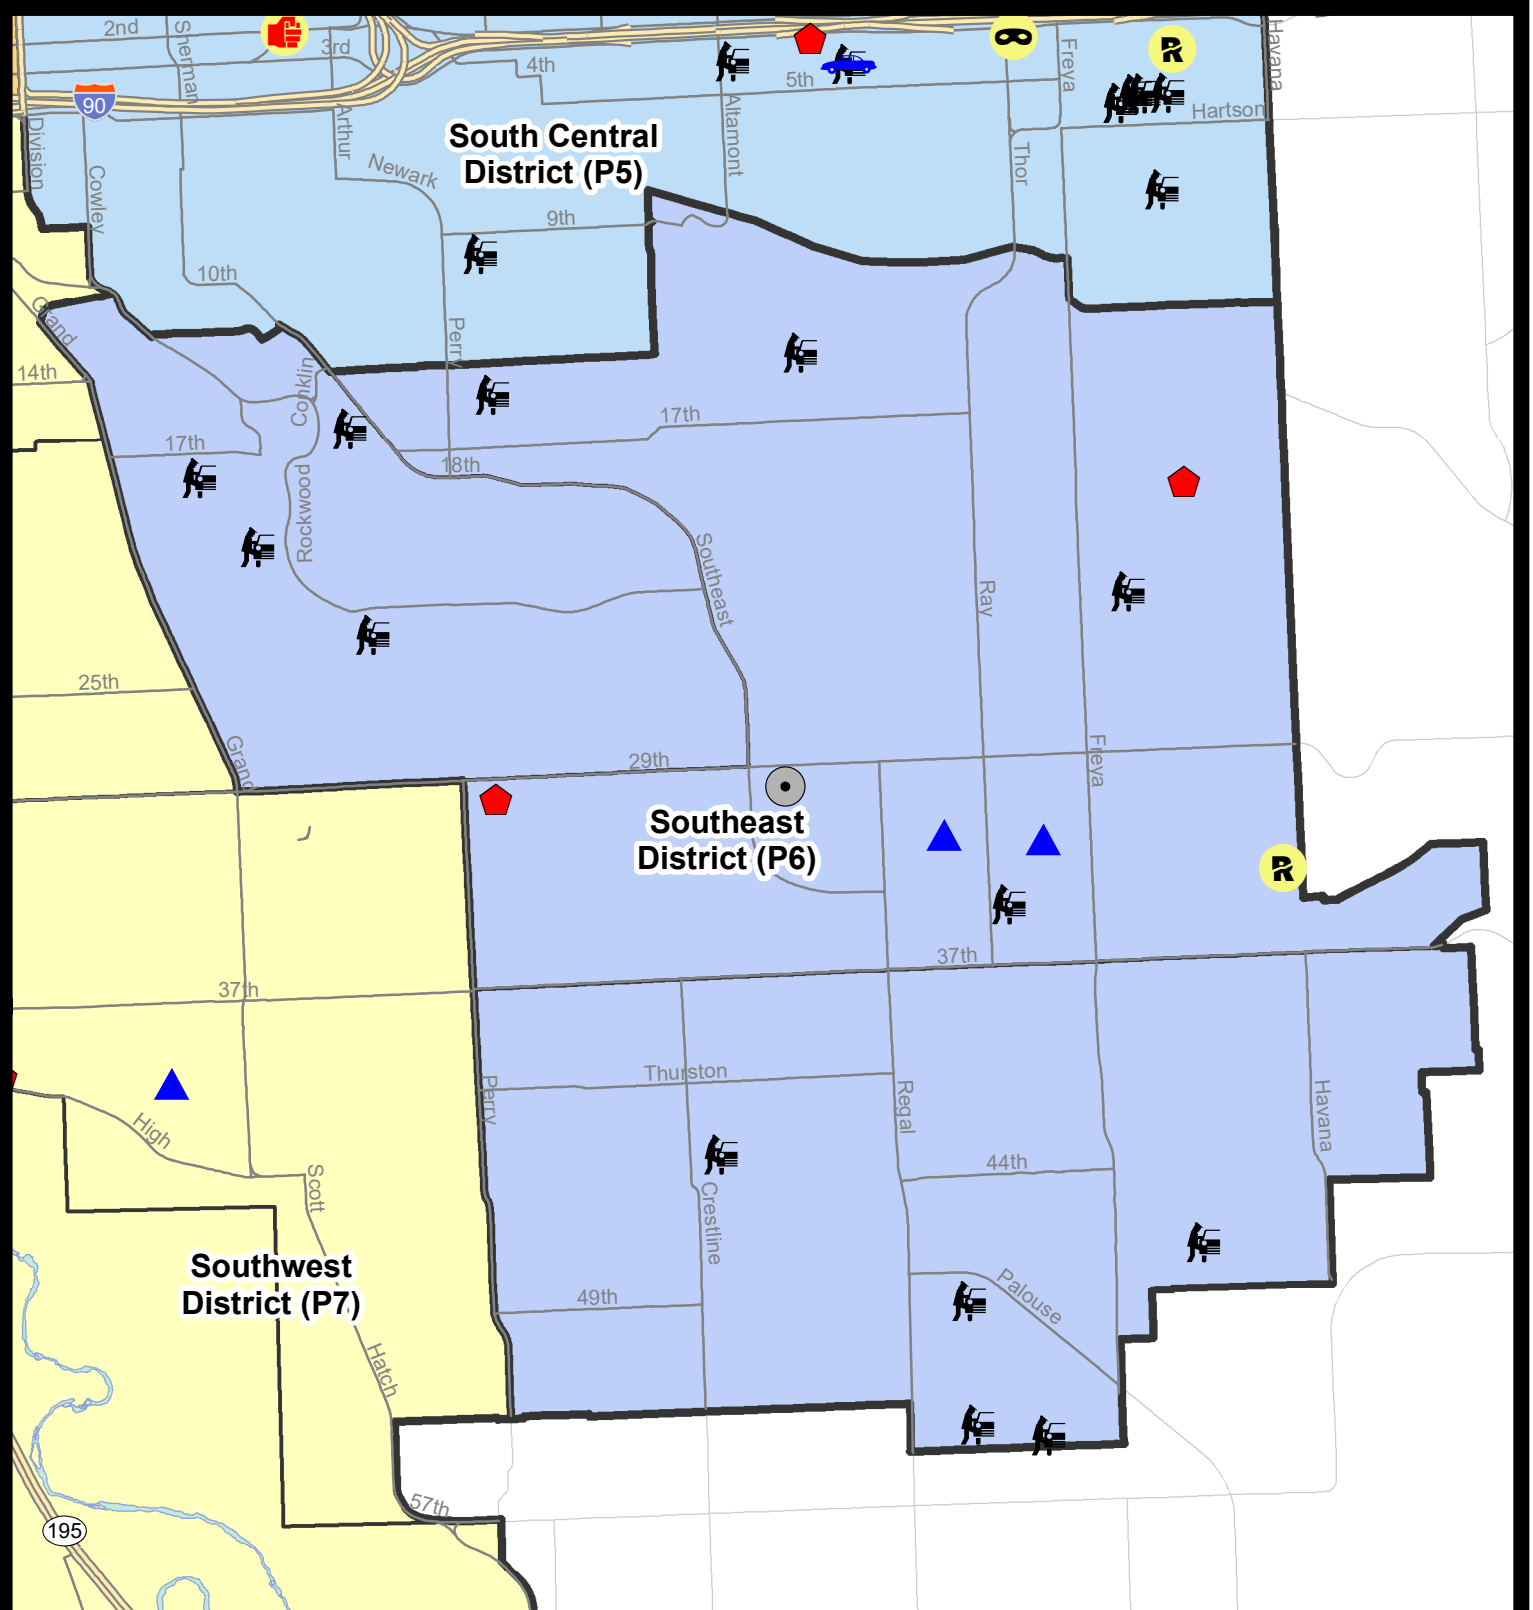 2nd
Sherman
3rd
4th
5th
Freya
Havana
R
90
Division
Arthur
Altamont
Hartson
South Central
District (P5)
Newark
Thor
Cowley
9th
10th
Grand
Perry
14th
Conklin
17th
17th
18th
Rockwood
Southeast
Ray
25th
Grand
29th
Freya
Southeast
District (P6)
R
37th
37th
Thurston
Perry
Regal
Havana
High
44th
Scott
Crestline
Southwest
District (P7)
49th
Palouse
Hatch
57th
195